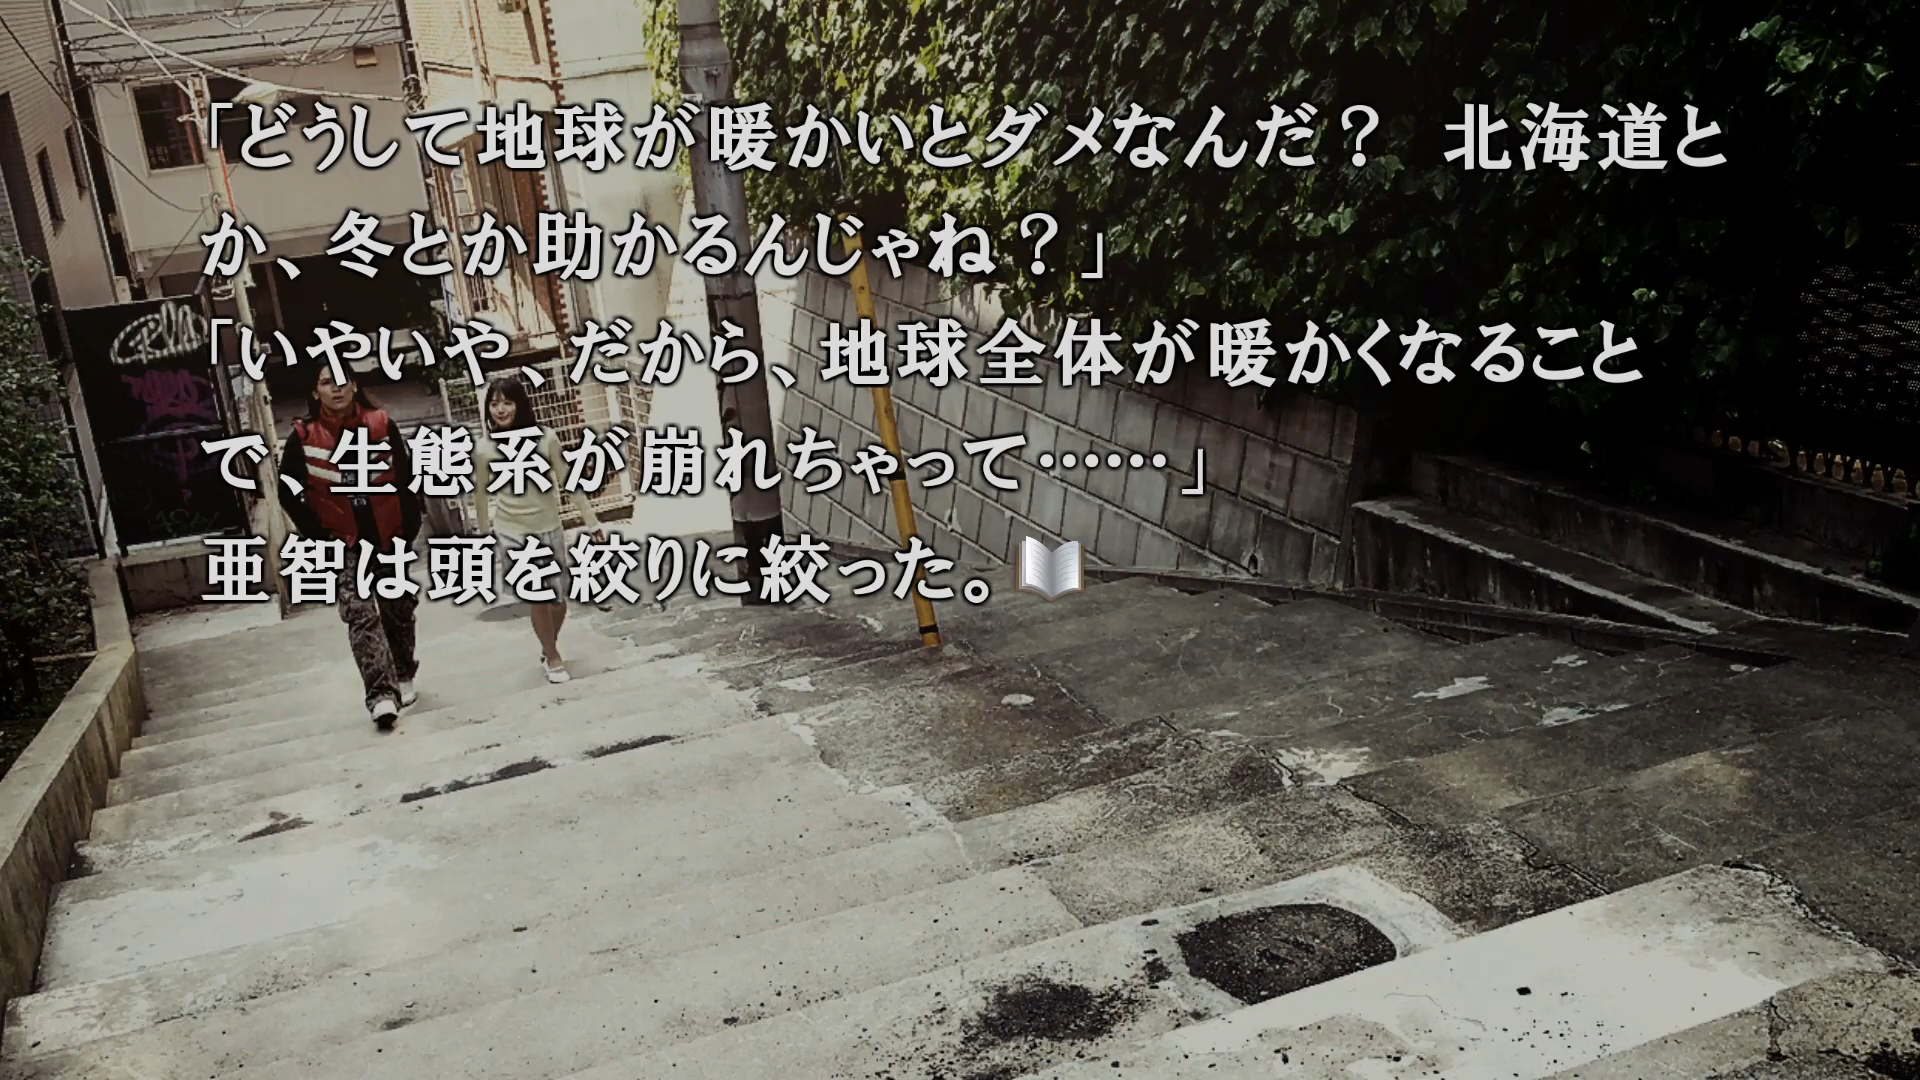 「どうして地球が暖かいとダメなんだ？　北海道と
か、冬とか助かるんじゃね？」
「いやいや、だから、地球全体が暖かくなること
で、生態系が崩れちゃって……」
亜智は頭を絞りに絞った。